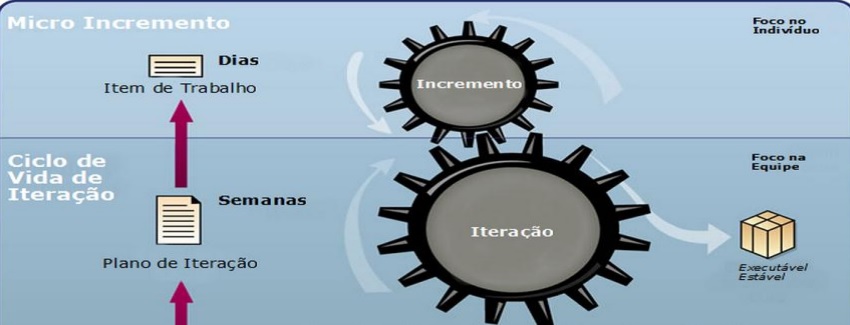 Micro Incremento
Dias
Item de Trabalho
Incremento
Foco no
Indivíduo
Ciclo de
Vida de
Iteração
Semanas
Plano de Iteração
Iteração
Foco na
Equipe
Executável
Estável